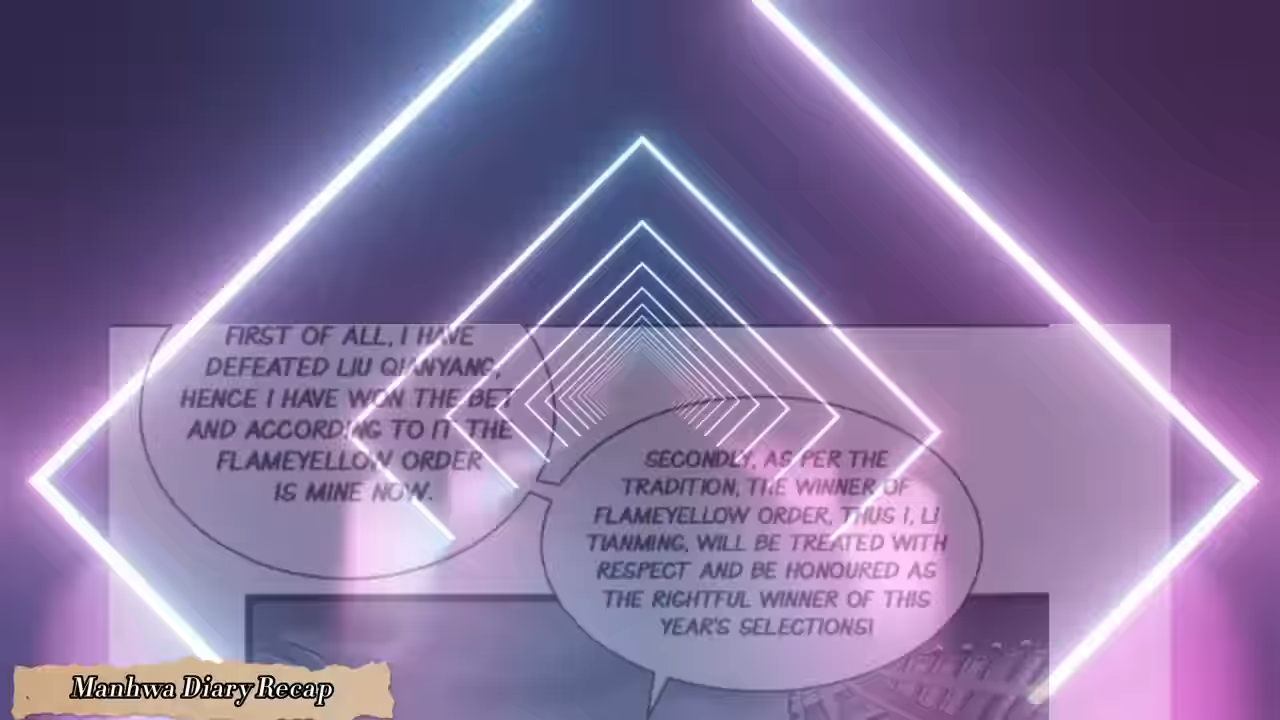 FIRST OF ALL, I HAVE
DEFEATED LIU QIANYANG,
HENCE I HAVE WON THE BET
AND ACCORDING TO IT THE
FLAMEYELLOW ORDER
IS MINE NOW.
SECONDLY, AS PER THE
TRADITION, THE WINNER OF
FLAMEYELLOW ORDER, THUS I, LI
TIANMING, WILL BE TREATED WITH
RESPECT AND BE HONOURED AS
THE RIGHTFUL WINNER OF THIS
YEAR'S SELECTIONS!
Manhwa Diary Recap